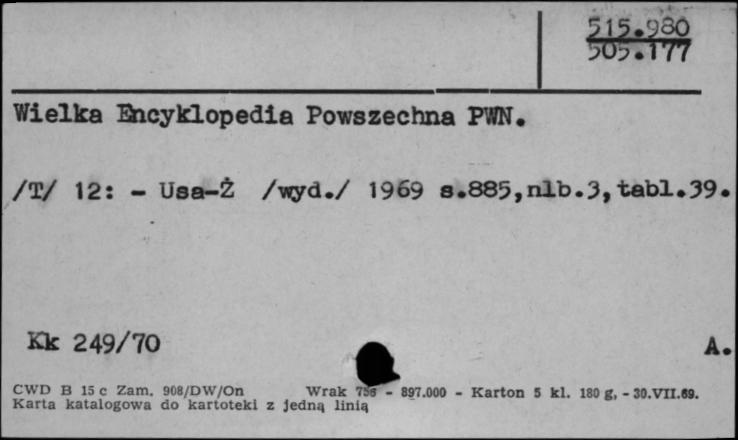 515.980
505.177
Wielka Encyklopedia Powszechna PWN.
/T/ 12: - Usa-Ż /wyd./ 1969 s.885,nlb.3,tabl.39.
Kk 249/70 A.
CWD B 15 c Zam. 908/DW/On Wrak 756 - 897.000 - Karton 5 kl. 180 g, - 30.VII.69.
Karta katalogowa do kartoteki z jedną linią